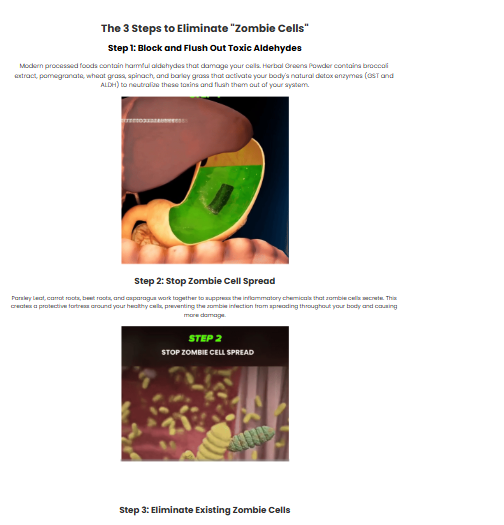 The 3 Steps to Eliminate "Zombie Cells"
Step 1: Block and Flush Out Toxic Aldehydes
Modern processed foods contain harmful aldehydes that damage your cells. Herbal Greens Powder contains broccoli
extract, pomegranate, wheat grass, spinach, and barley grass that activate your body's natural detox enzymes (GST and
ALDH) to neutralize these toxins and flush them out of your system.
Step 2: Stop Zombie Cell Spread
Parsley Leaf, carrot roots, beet roots, and asparagus work together to suppress the inflammatory chemicals that zombie cells secrete. This
creates a protective fortress around your healthy cells, preventing the zombie infection from spreading throughout your body and causing
more damage.
STEP 2
STOP ZOMBIE CELL SPREAD
Step 3: Eliminate Existing Zombie Cells